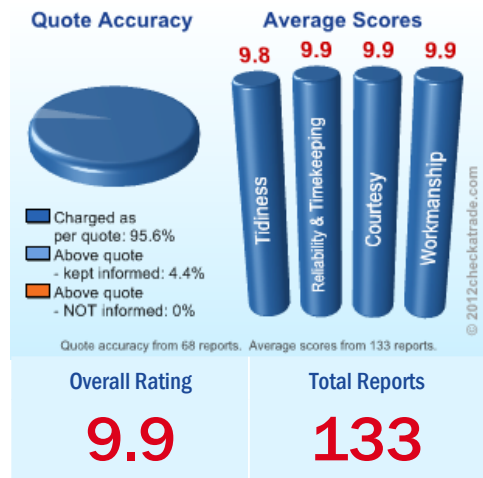 Quote Accuracy
Average Scores
9.8
9.9
9.9
9.9
Tidiness
Reliability & Timekeeping
Courtesy
Workmanship
Charged as
per quote: 95.6%
Above quote
- kept informed: 4.4%
Above quote
- NOT informed: 0%
© 2012checkatrade.com
Quote accuracy from 68 reports. Average scores from 133 reports.
Overall Rating
9.9
Total Reports
133